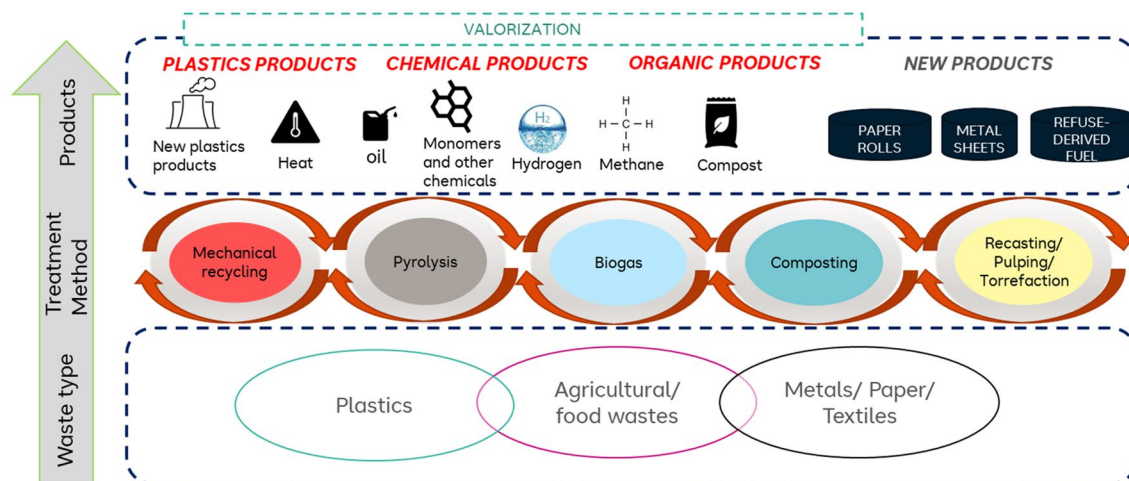 VALORIZATION
PLASTICS PRODUCTS
CHEMICAL PRODUCTS
ORGANIC PRODUCTS
NEW PRODUCTS
New plastics
products
Heat
oil
Monomers
and other
chemicals
H₂
Hydrogen
H
H–C–H
H
Methane
Compost
PAPER
ROLLS
METAL
SHEETS
REFUSE-
DERIVED
FUEL
Products
Treatment
Method
Mechanical
recycling
Pyrolysis
Biogas
Composting
Recasting/
Pulping/
Torrefaction
Waste type
Plastics
Agricultural/
food wastes
Metals/ Paper/
Textiles